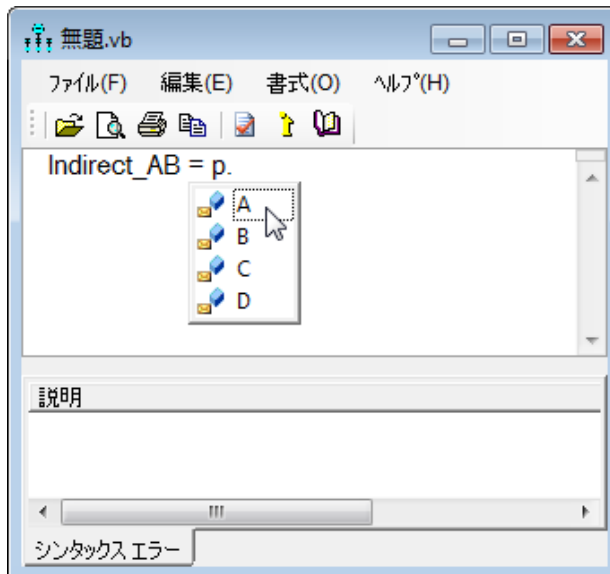 無題.vb
ファイル(F) 編集(E) 書式(O) ヘルプ(H)
Indirect_AB = p.
A
B
C
D
説明
シンタックス エラー